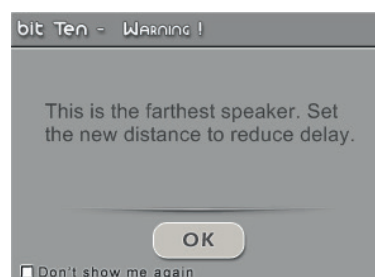 bit Ten - Warning !
This is the farthest speaker. Set
the new distance to reduce delay.
OK
Don't show me again